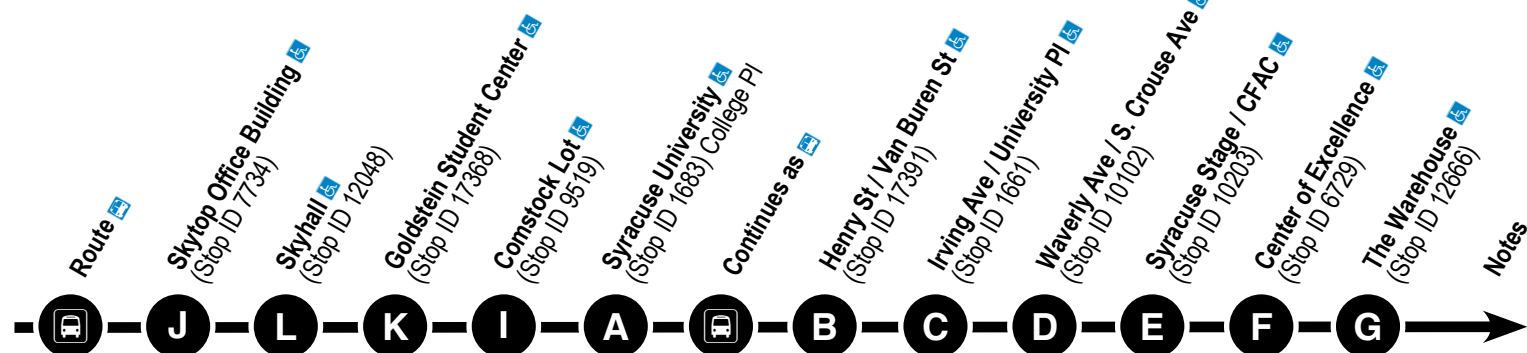 Route
Skytop Office Building
(Stop ID 7734)
Skyhall
(Stop ID 12048)
Goldstein Student Center
(Stop ID 17368)
Comstock Lot
(Stop ID 9519)
Syracuse University
(Stop ID 1683) College Pl
Continues as
Henry St / Van Buren St
(Stop ID 17391)
Irving Ave / University Pl
(Stop ID 1661)
Waverly Ave / S. Crouse Ave
(Stop ID 10102)
Syracuse Stage / CFAC
(Stop ID 10203)
Center of Excellence
(Stop ID 6729)
The Warehouse
(Stop ID 12666)
Notes
J L K I A B C D E F G